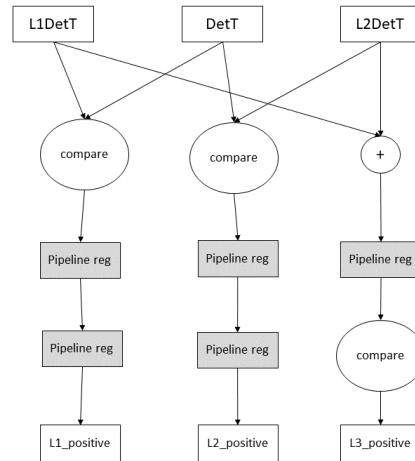 L1DetT DetT L2DetT
compare compare +
Pipeline reg Pipeline reg Pipeline reg
Pipeline reg Pipeline reg compare
L1_positive L2_positive L3_positive